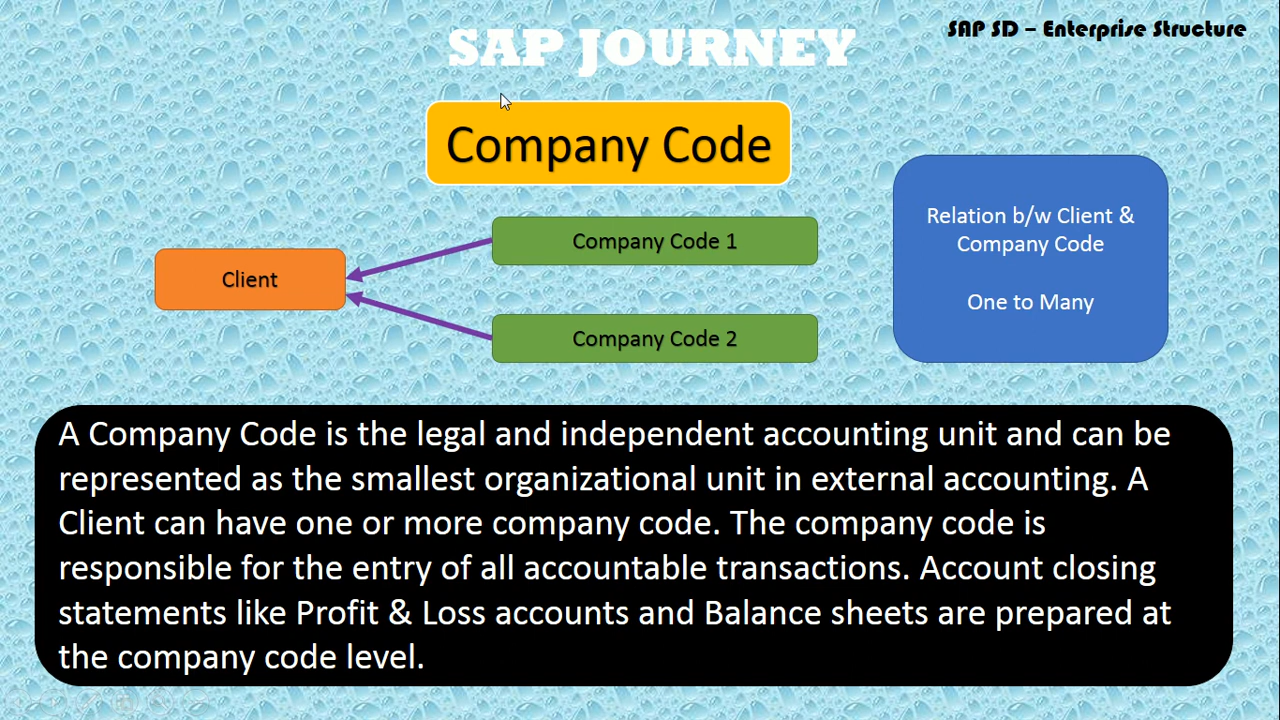 SAP SD – Enterprise Structure
SAP JOURNEY
Company Code
Client
Company Code 1
Company Code 2
Relation b/w Client &
Company Code
One to Many
A Company Code is the legal and independent accounting unit and can be
represented as the smallest organizational unit in external accounting. A
Client can have one or more company code. The company code is
responsible for the entry of all accountable transactions. Account closing
statements like Profit & Loss accounts and Balance sheets are prepared at
the company code level.